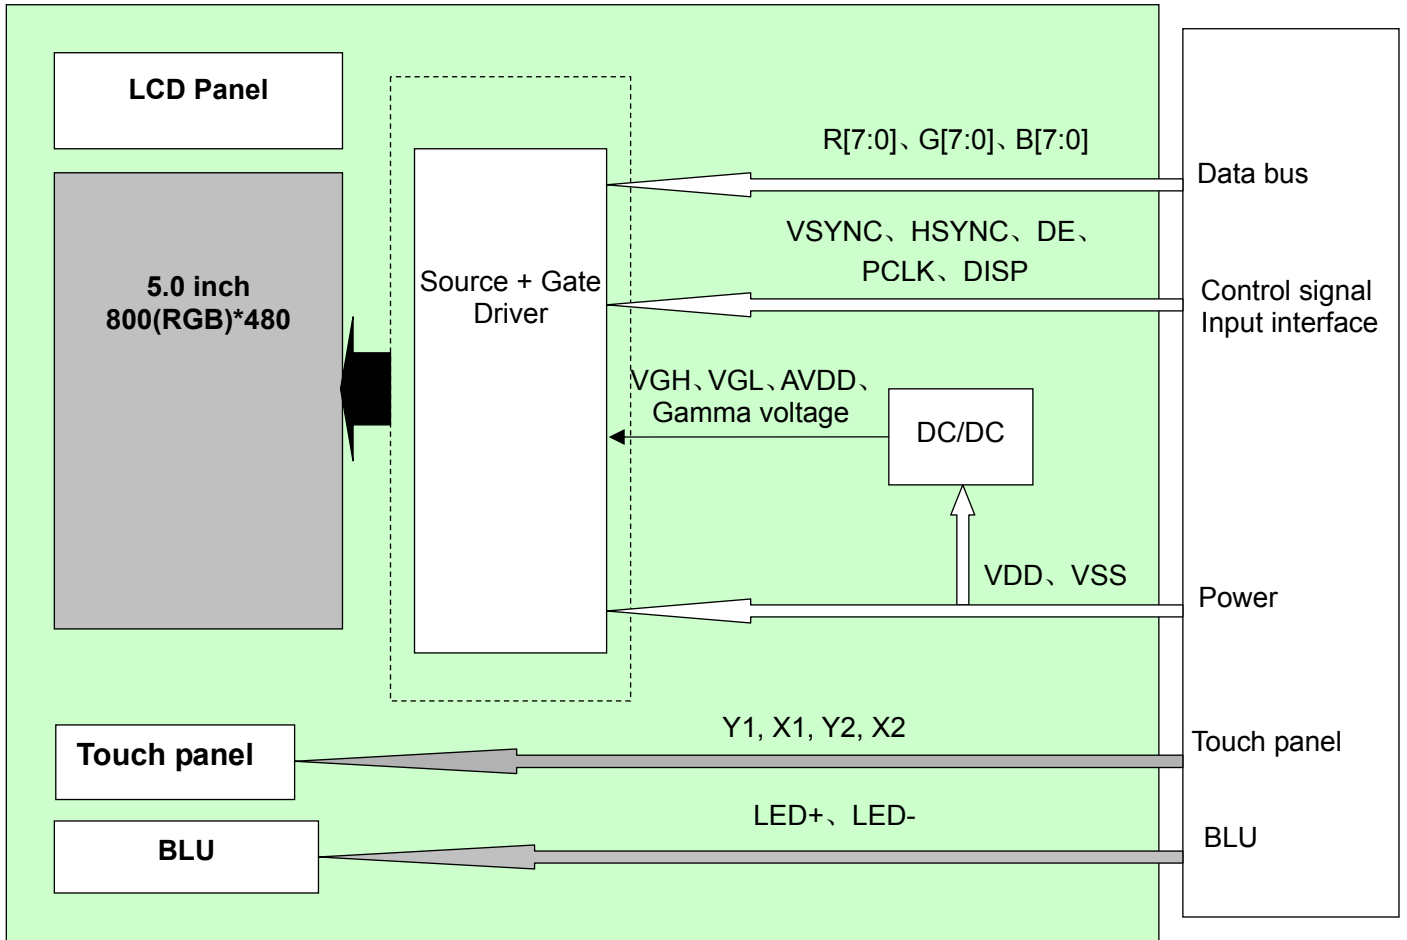 LCD Panel
R[7:0]、G[7:0]、B[7:0]
Data bus
VSYNC、HSYNC、DE、
PCLK、DISP
5.0 inch
800(RGB)*480
Source + Gate
Driver
Control signal
Input interface
VGH、VGL、AVDD、
Gamma voltage
DC/DC
VDD、VSS
Power
Touch panel
Y1, X1, Y2, X2
Touch panel
BLU
LED+、LED-
BLU